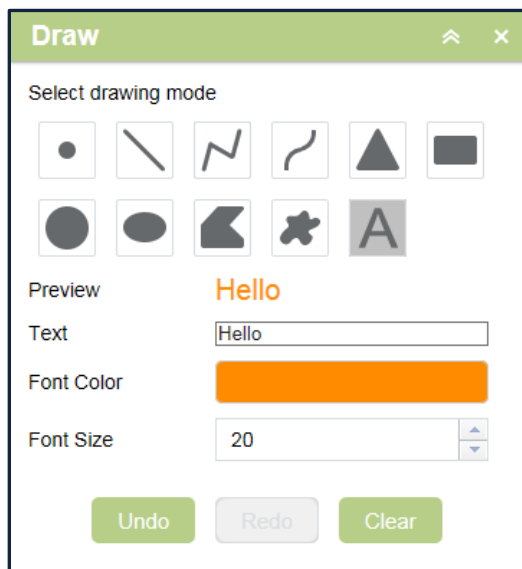 Draw
Select drawing mode
A
Preview Hello
Text Hello
Font Color
Font Size 20
Undo Redo Clear